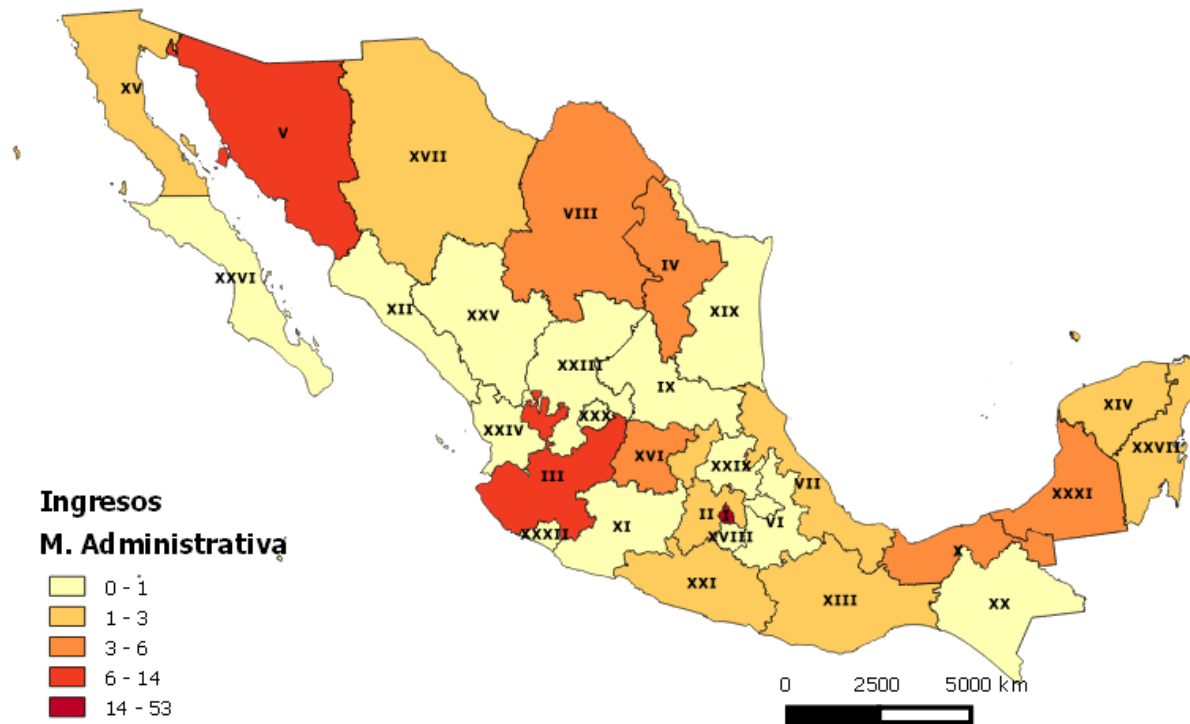 XV
V
XVII
VIII
IV
XXVI
XII
XXV
XIX
XXIII
IX
XXX
XXIV
XIV
XVI
XXVII
XXIX
III
VII
XXXI
II
I
VI
XI
XXXII
XVIII
X
XXI
XIII
XX
Ingresos
M. Administrativa
0 - 1
1 - 3
3 - 6
6 - 14
14 - 53
0 2500 5000 km